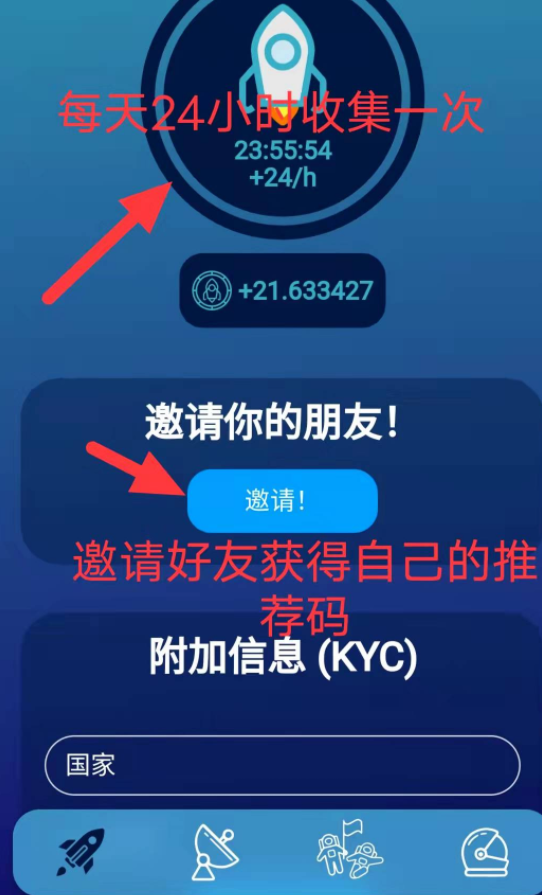 每天24小时收集一次
23:55:54
+24/h
+21.633427
邀请你的朋友！
邀请！
邀请好友获得自己的推
荐码
附加信息 (KYC)
国家